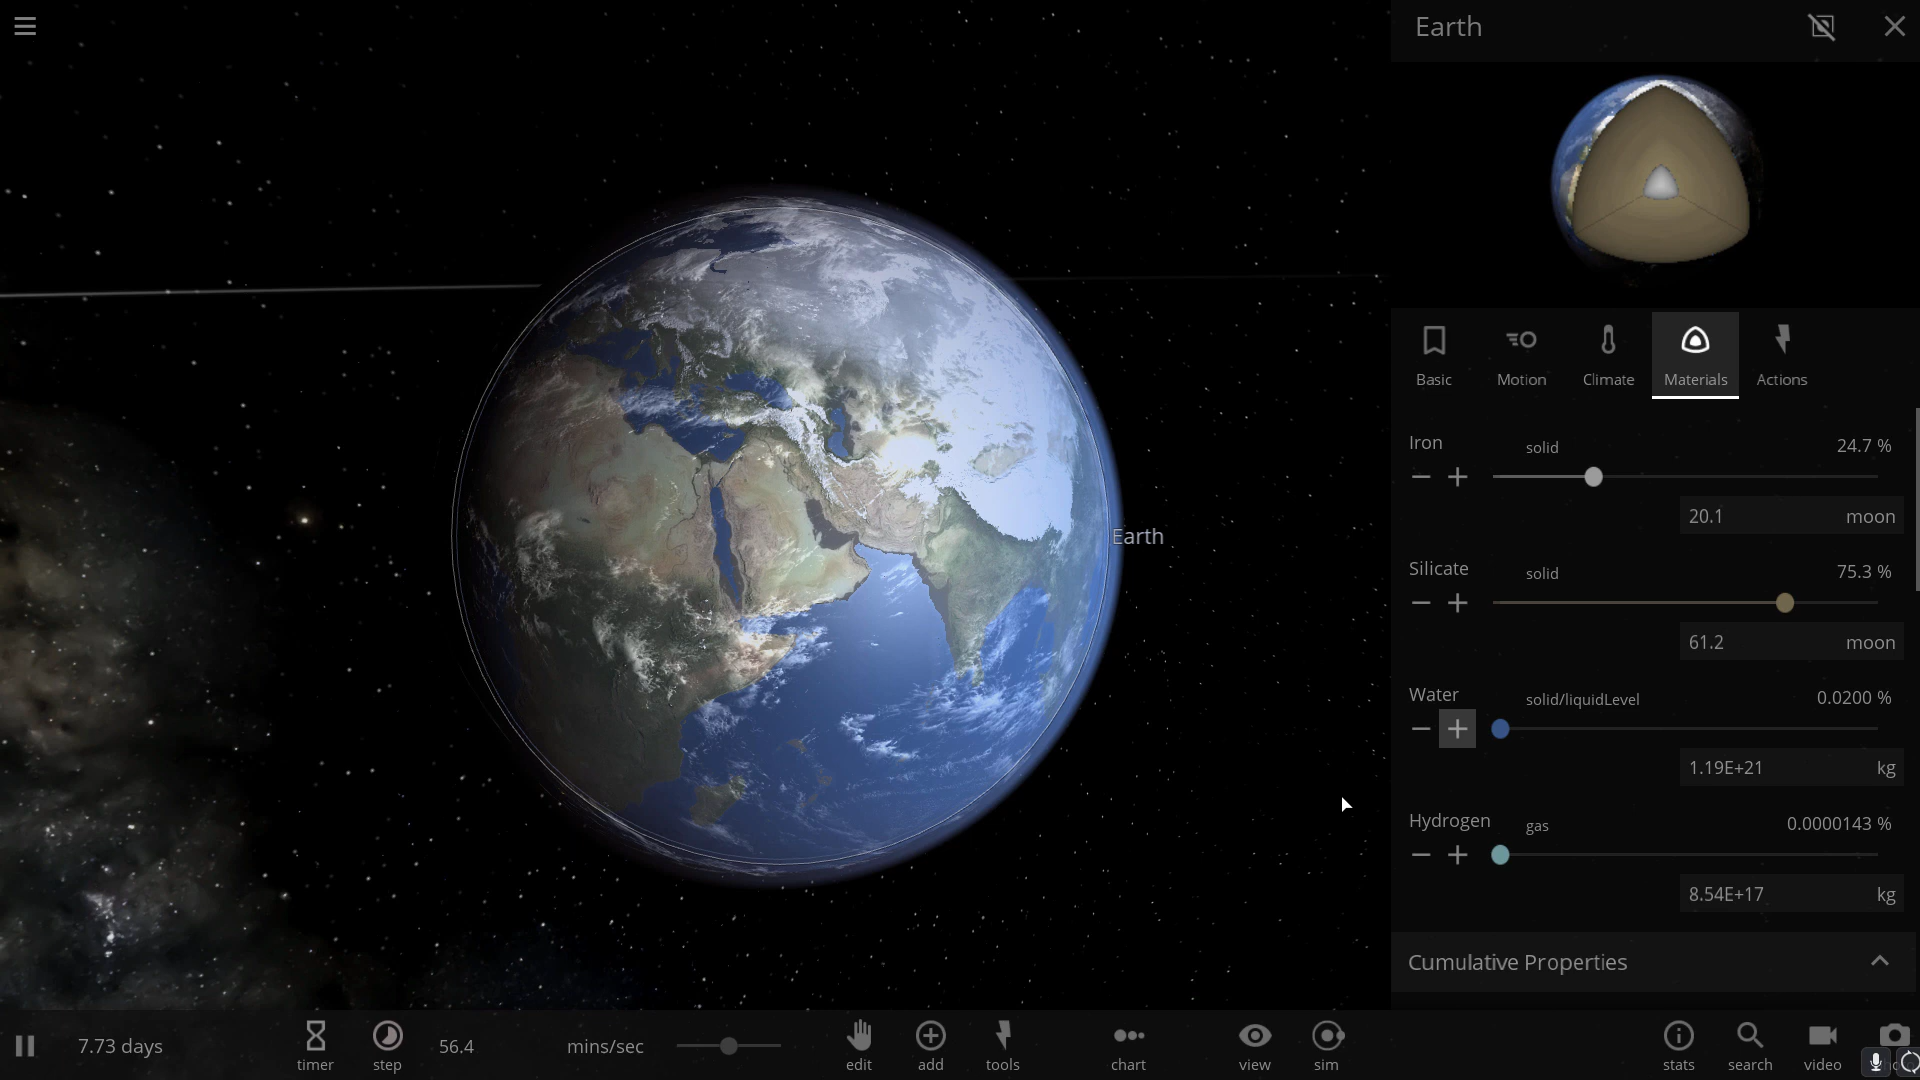 Earth
Basic Motion Climate Materials Actions
Iron solid 24.7 %
20.1 moon
Silicate solid 75.3 %
61.2 moon
Earth
Water solid/liquidLevel 0.0200 %
1.19E+21 kg
Hydrogen gas 0.0000143 %
8.54E+17 kg
Cumulative Properties
7.73 days
timer
step
56.4 mins/sec
edit
add
tools
chart
view
sim
stats
search
video